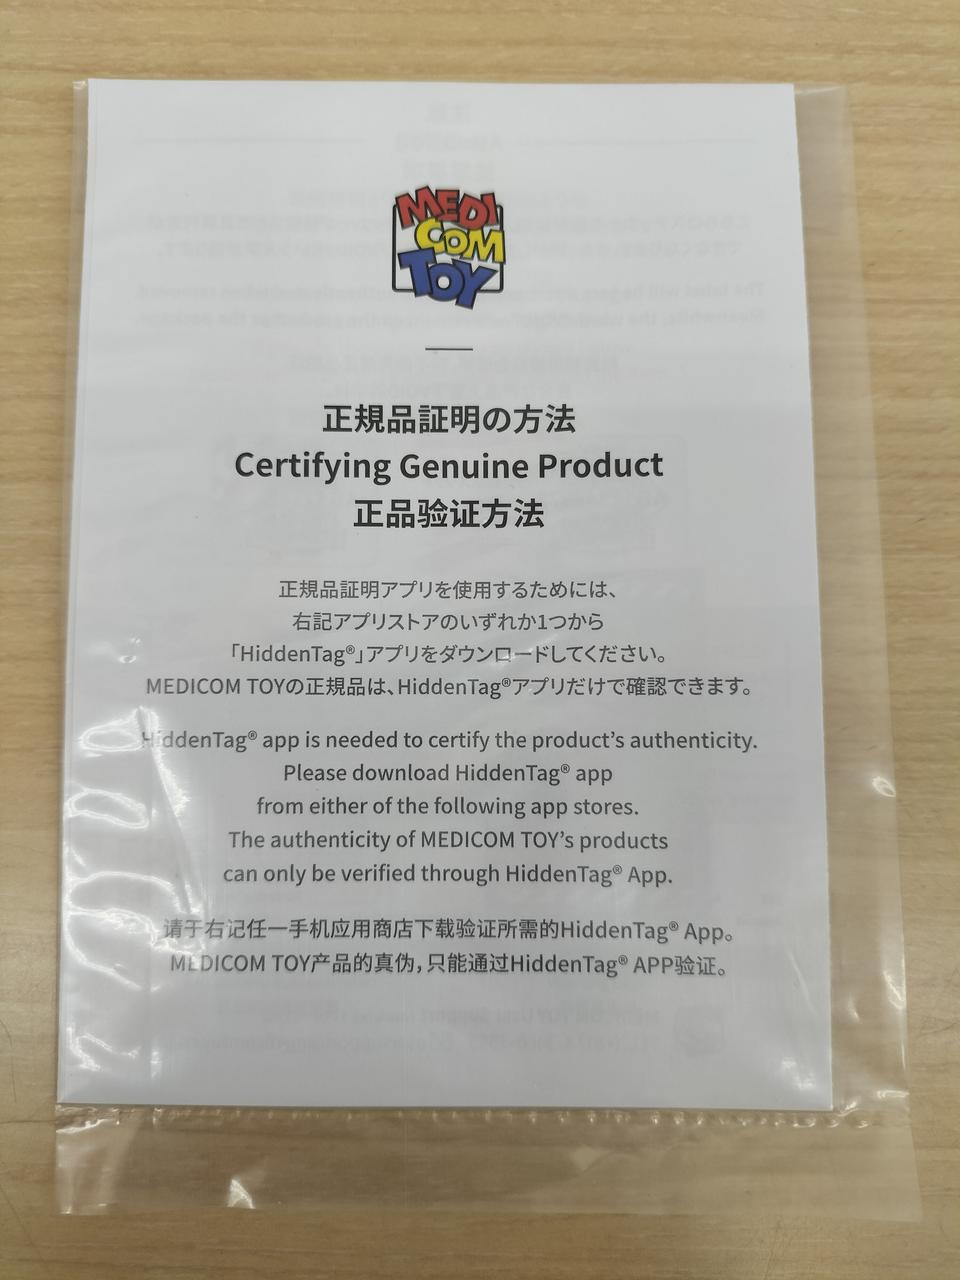 MEDI
COM
TOY
正規品証明の方法
Certifying Genuine Product
正品验证方法
正規品証明アプリを使用するためには、
右記アプリストアのいずれか1つから
「HiddenTag®」アプリをダウンロードしてください。
MEDICOM TOYの正規品は、HiddenTag®アプリだけで確認できます。
HiddenTag® app is needed to certify the product's authenticity.
Please download HiddenTag® app
from either of the following app stores.
The authenticity of MEDICOM TOY's products
can only be verified through HiddenTag® App.
请于右记任一手机应用商店下载验证所需的HiddenTag® App。
MEDICOM TOY产品的真伪，只能通过HiddenTag® APP验证。